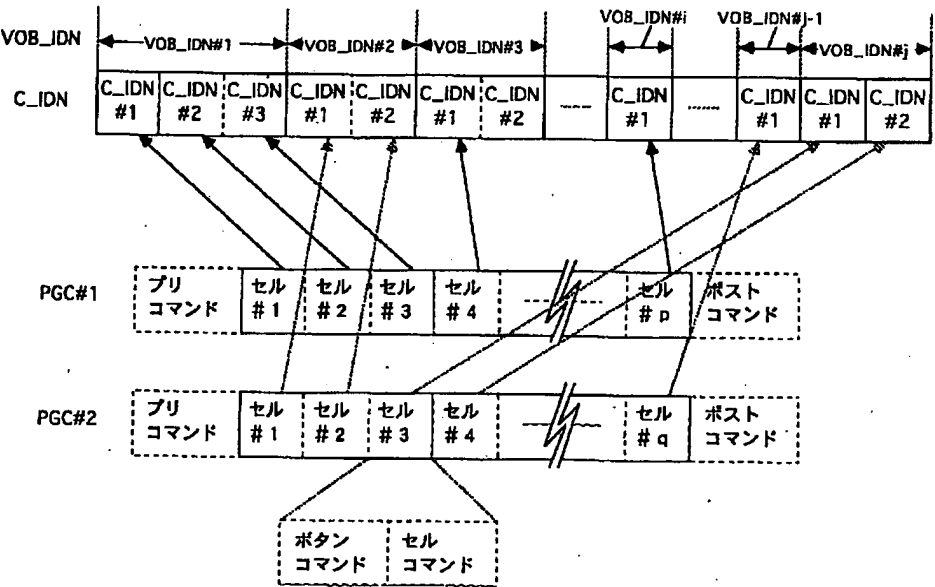 VOB_IDN#i VOB_IDN#j-1
VOB_IDN VOB_IDN#1 VOB_IDN#2 VOB_IDN#3 VOB_IDN#j
C_IDN
C_IDN #1
C_IDN #2
C_IDN #3
C_IDN #1
C_IDN #2
C_IDN #1
C_IDN #2
C_IDN #1
C_IDN #1
C_IDN #1
C_IDN #2
PGC#1
プリ
コマンド
セル #1
セル #2
セル #3
セル #4
セル #p
ポスト
コマンド
PGC#2
プリ
コマンド
セル #1
セル #2
セル #3
セル #4
セル #q
ポスト
コマンド
ボタン
コマンド
セル
コマンド